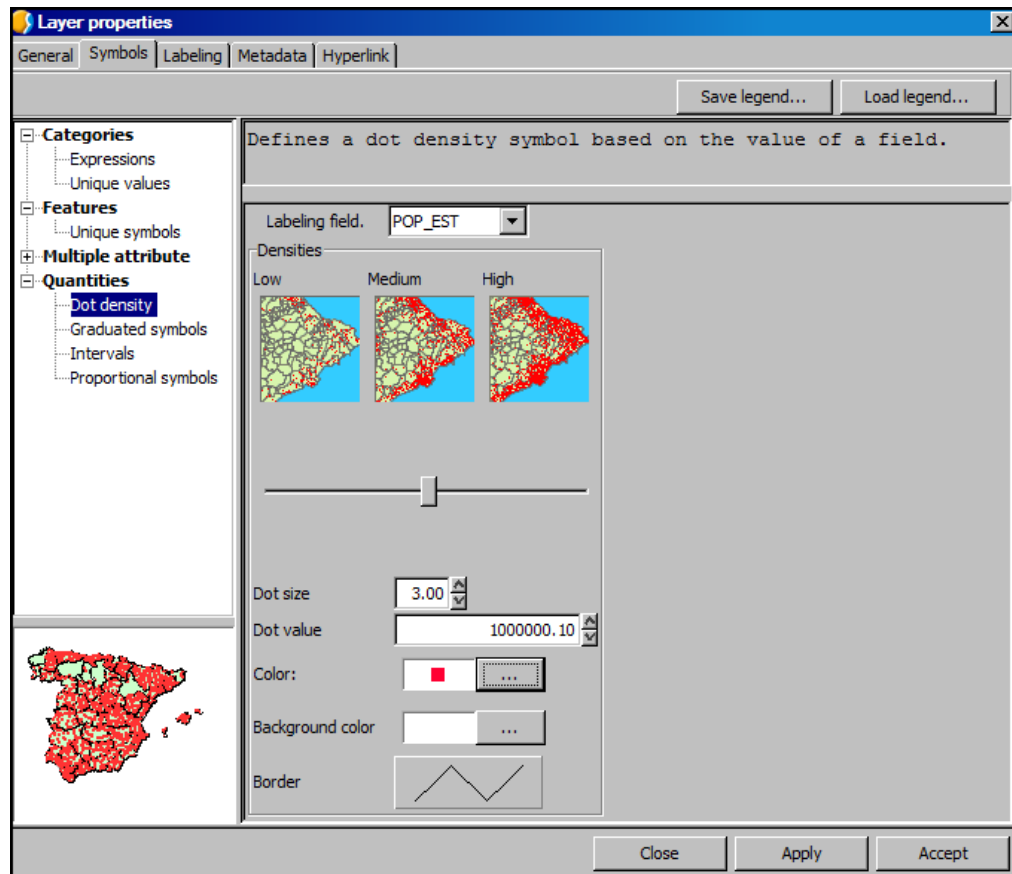 Layer properties
General Symbols Labeling Metadata Hyperlink
Save legend... Load legend...
Categories
Expressions
Unique values
Features
Unique symbols
Multiple attribute
Quantities
Dot density
Graduated symbols
Intervals
Proportional symbols
Defines a dot density symbol based on the value of a field.
Labeling field. POP_EST
Densities
Low Medium High
Dot size 3.00
Dot value 1000000.10
Color: ...
Background color ...
Border
Close Apply Accept